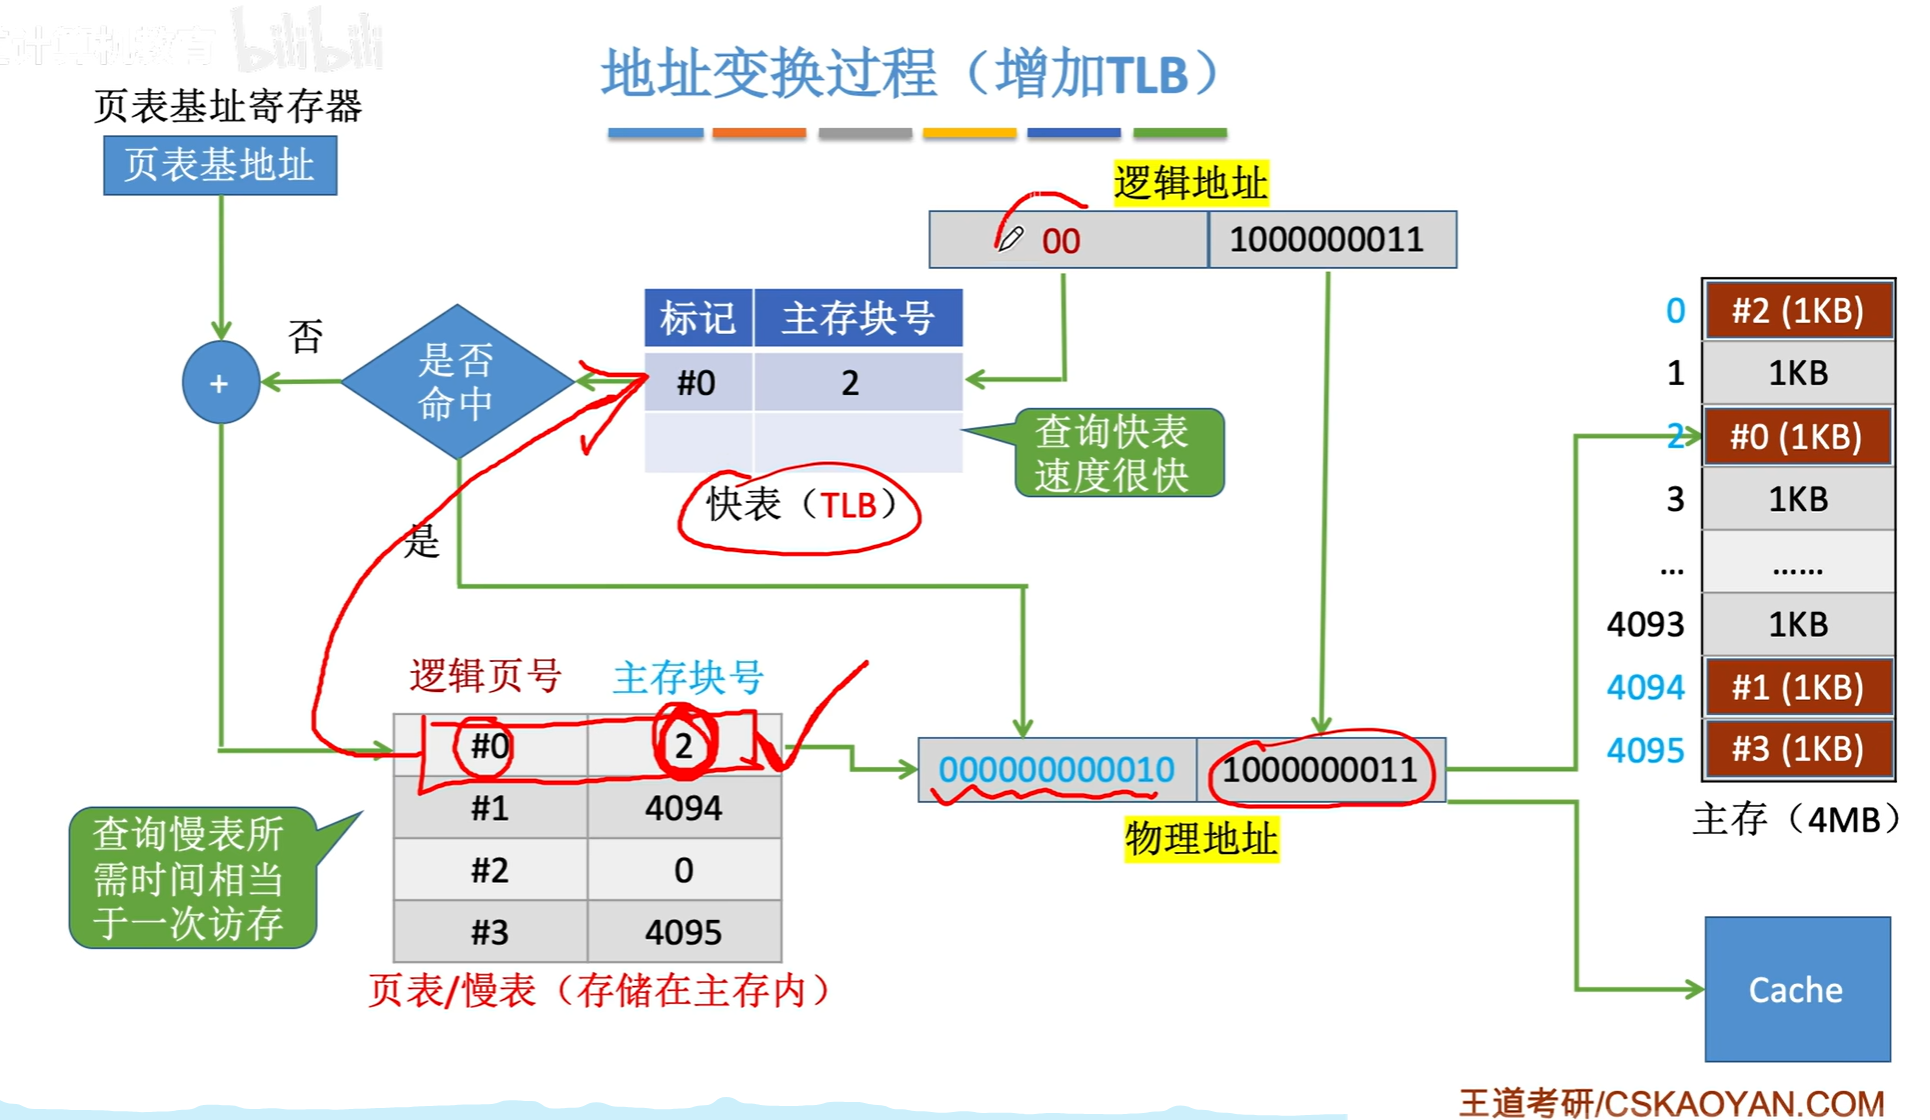 计算机教育 bilibili
地址变换过程（增加TLB）
页表基址寄存器
页表基地址
逻辑地址
00 1000000011
标记 主存块号
#0 2
快表（TLB）
查询快表
速度很快
是否
命中
否
是
+
逻辑页号 主存块号
#0 2
#1 4094
#2 0
#3 4095
页表/慢表（存储在主存内）
查询慢表所
需时间相当
于一次访存
000000000010 1000000011
物理地址
0 #2 (1KB)
1 1KB
2 #0 (1KB)
3 1KB
... ......
4093 1KB
4094 #1 (1KB)
4095 #3 (1KB)
主存（4MB）
Cache
王道考研/CSKAOYAN.COM